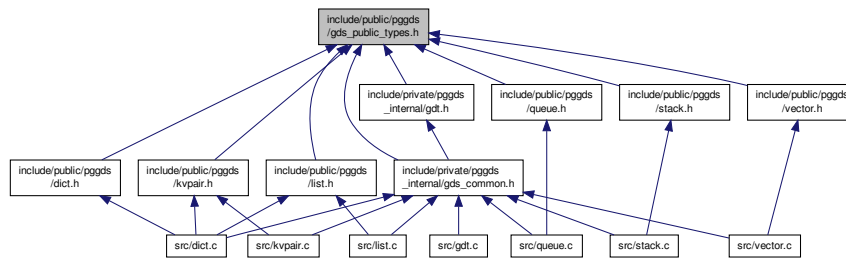 include/public/pggds
/gds_public_types.h
include/private/pggds
_internal/gdt.h
include/public/pggds
/queue.h
include/public/pggds
/stack.h
include/public/pggds
/vector.h
include/public/pggds
/dict.h
include/public/pggds
/kvpair.h
include/public/pggds
/list.h
include/private/pggds
_internal/gds_common.h
src/dict.c
src/kvpair.c
src/list.c
src/gdt.c
src/queue.c
src/stack.c
src/vector.c